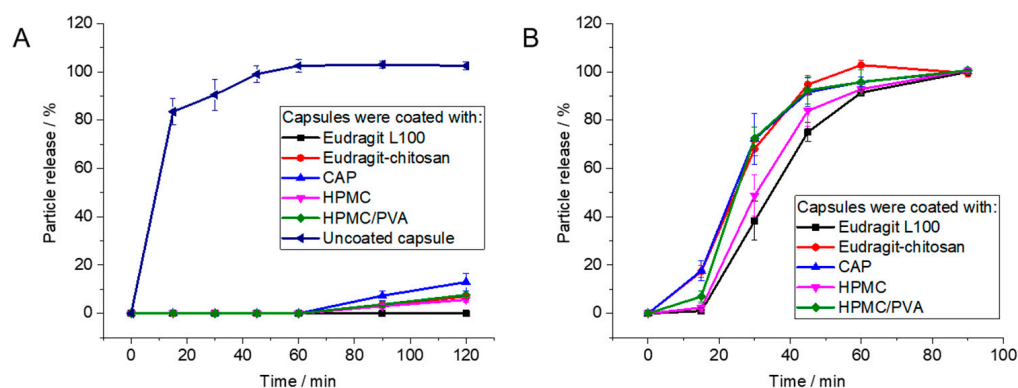 A
Particle release / %
120
100
80
60
40
20
0
Capsules were coated with:
Eudragit L100
Eudragit-chitosan
CAP
HPMC
HPMC/PVA
Uncoated capsule
0 20 40 60 80 100 120
Time / min
B
Particle release / %
120
100
80
60
40
20
0
Capsules were coated with:
Eudragit L100
Eudragit-chitosan
CAP
HPMC
HPMC/PVA
0 20 40 60 80 100
Time / min